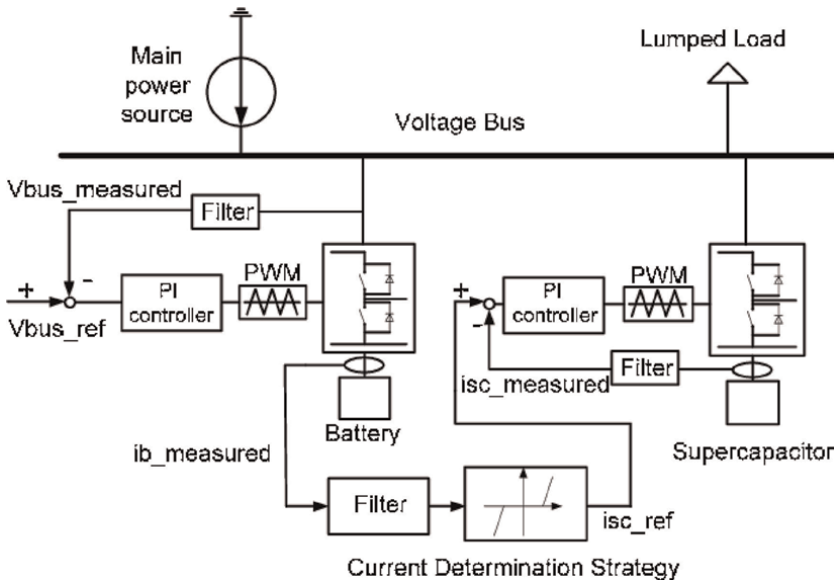 Main
power
source
Lumped Load
Voltage Bus
Vbus_measured
Filter
+
-
PI
controller
PWM
Vbus_ref
+
-
PI
controller
PWM
isc_measured
Filter
Battery
ib_measured
Supercapacitor
Filter
isc_ref
Current Determination Strategy